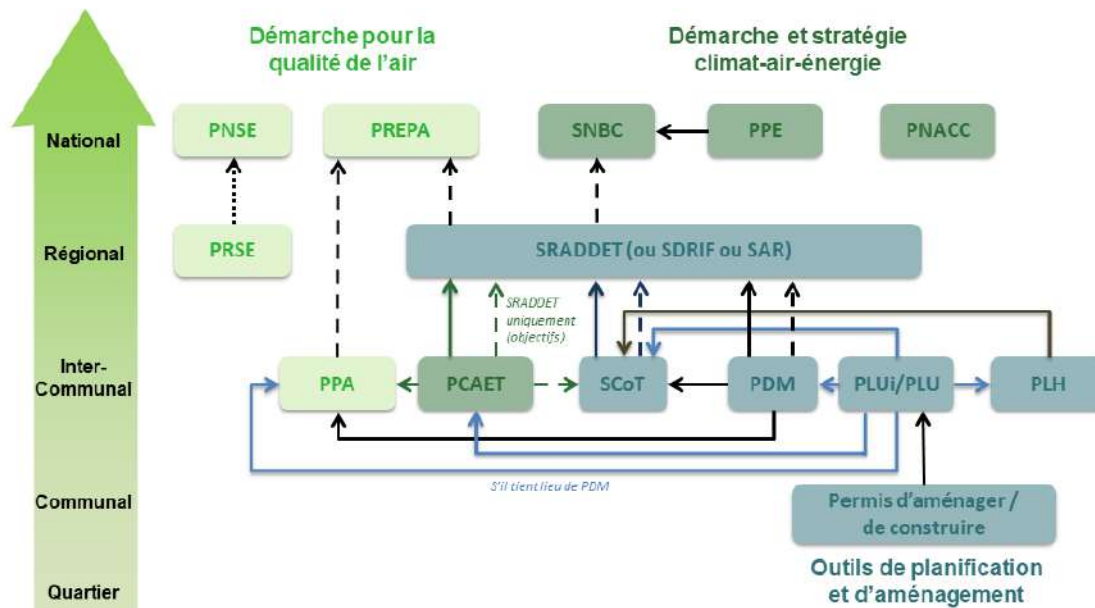 Démarche pour la
qualité de l'air
Démarche et stratégie
climat-air-énergie
National
PNSE
PREPA
SNBC
PPE
PNACC
Régional
PRSE
SRADDET (ou SDRIF ou SAR)
SRADDET
uniquement
(objectifs)
Inter-
Communal
PPA
PCAET
SCoT
PDM
PLUi/PLU
PLH
S'il tient lieu de PDM
Communal
Permis d'aménager /
de construire
Outils de planification
et d'aménagement
Quartier